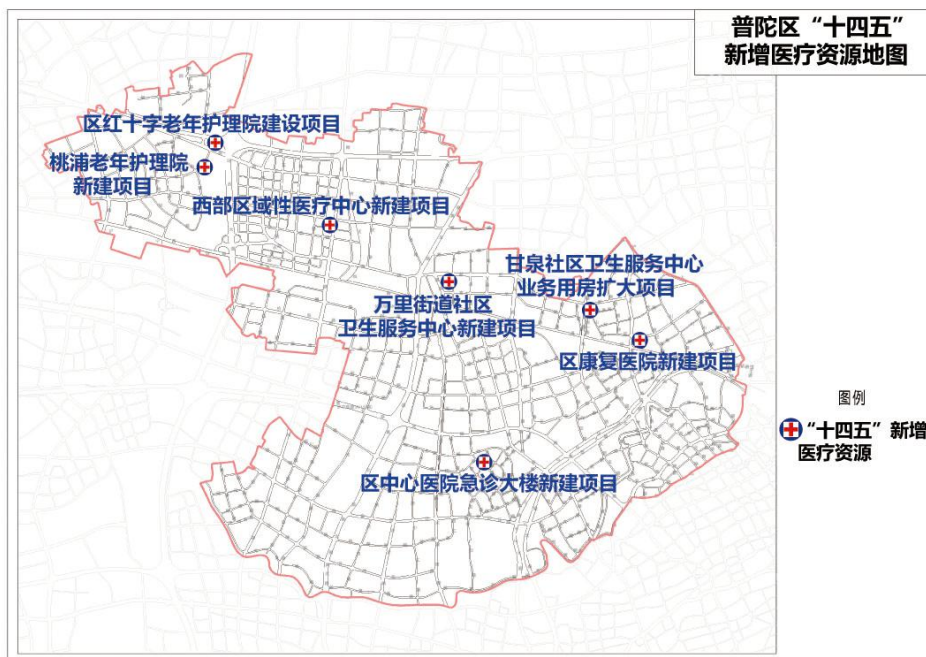 普陀区“十四五”
新增医疗资源地图
区红十字老年护理院建设项目
桃浦老年护理院
新建项目
西部区域性医疗中心新建项目
甘泉社区卫生服务中心
业务用房扩大项目
万里街道社区
卫生服务中心新建项目
区康复医院新建项目
区中心医院急诊大楼新建项目
图例
“十四五”新增
医疗资源